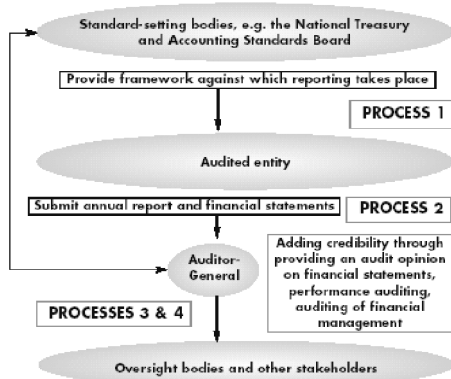 Standard-setting bodies, e.g. the National Treasury
and Accounting Standards Board
Provide framework against which reporting takes place
PROCESS 1
Audited entity
Submit annual report and financial statements
PROCESS 2
Auditor-
General
Adding credibility through
providing an audit opinion
on financial statements,
performance auditing,
auditing of financial
management
PROCESSES 3 & 4
Oversight bodies and other stakeholders